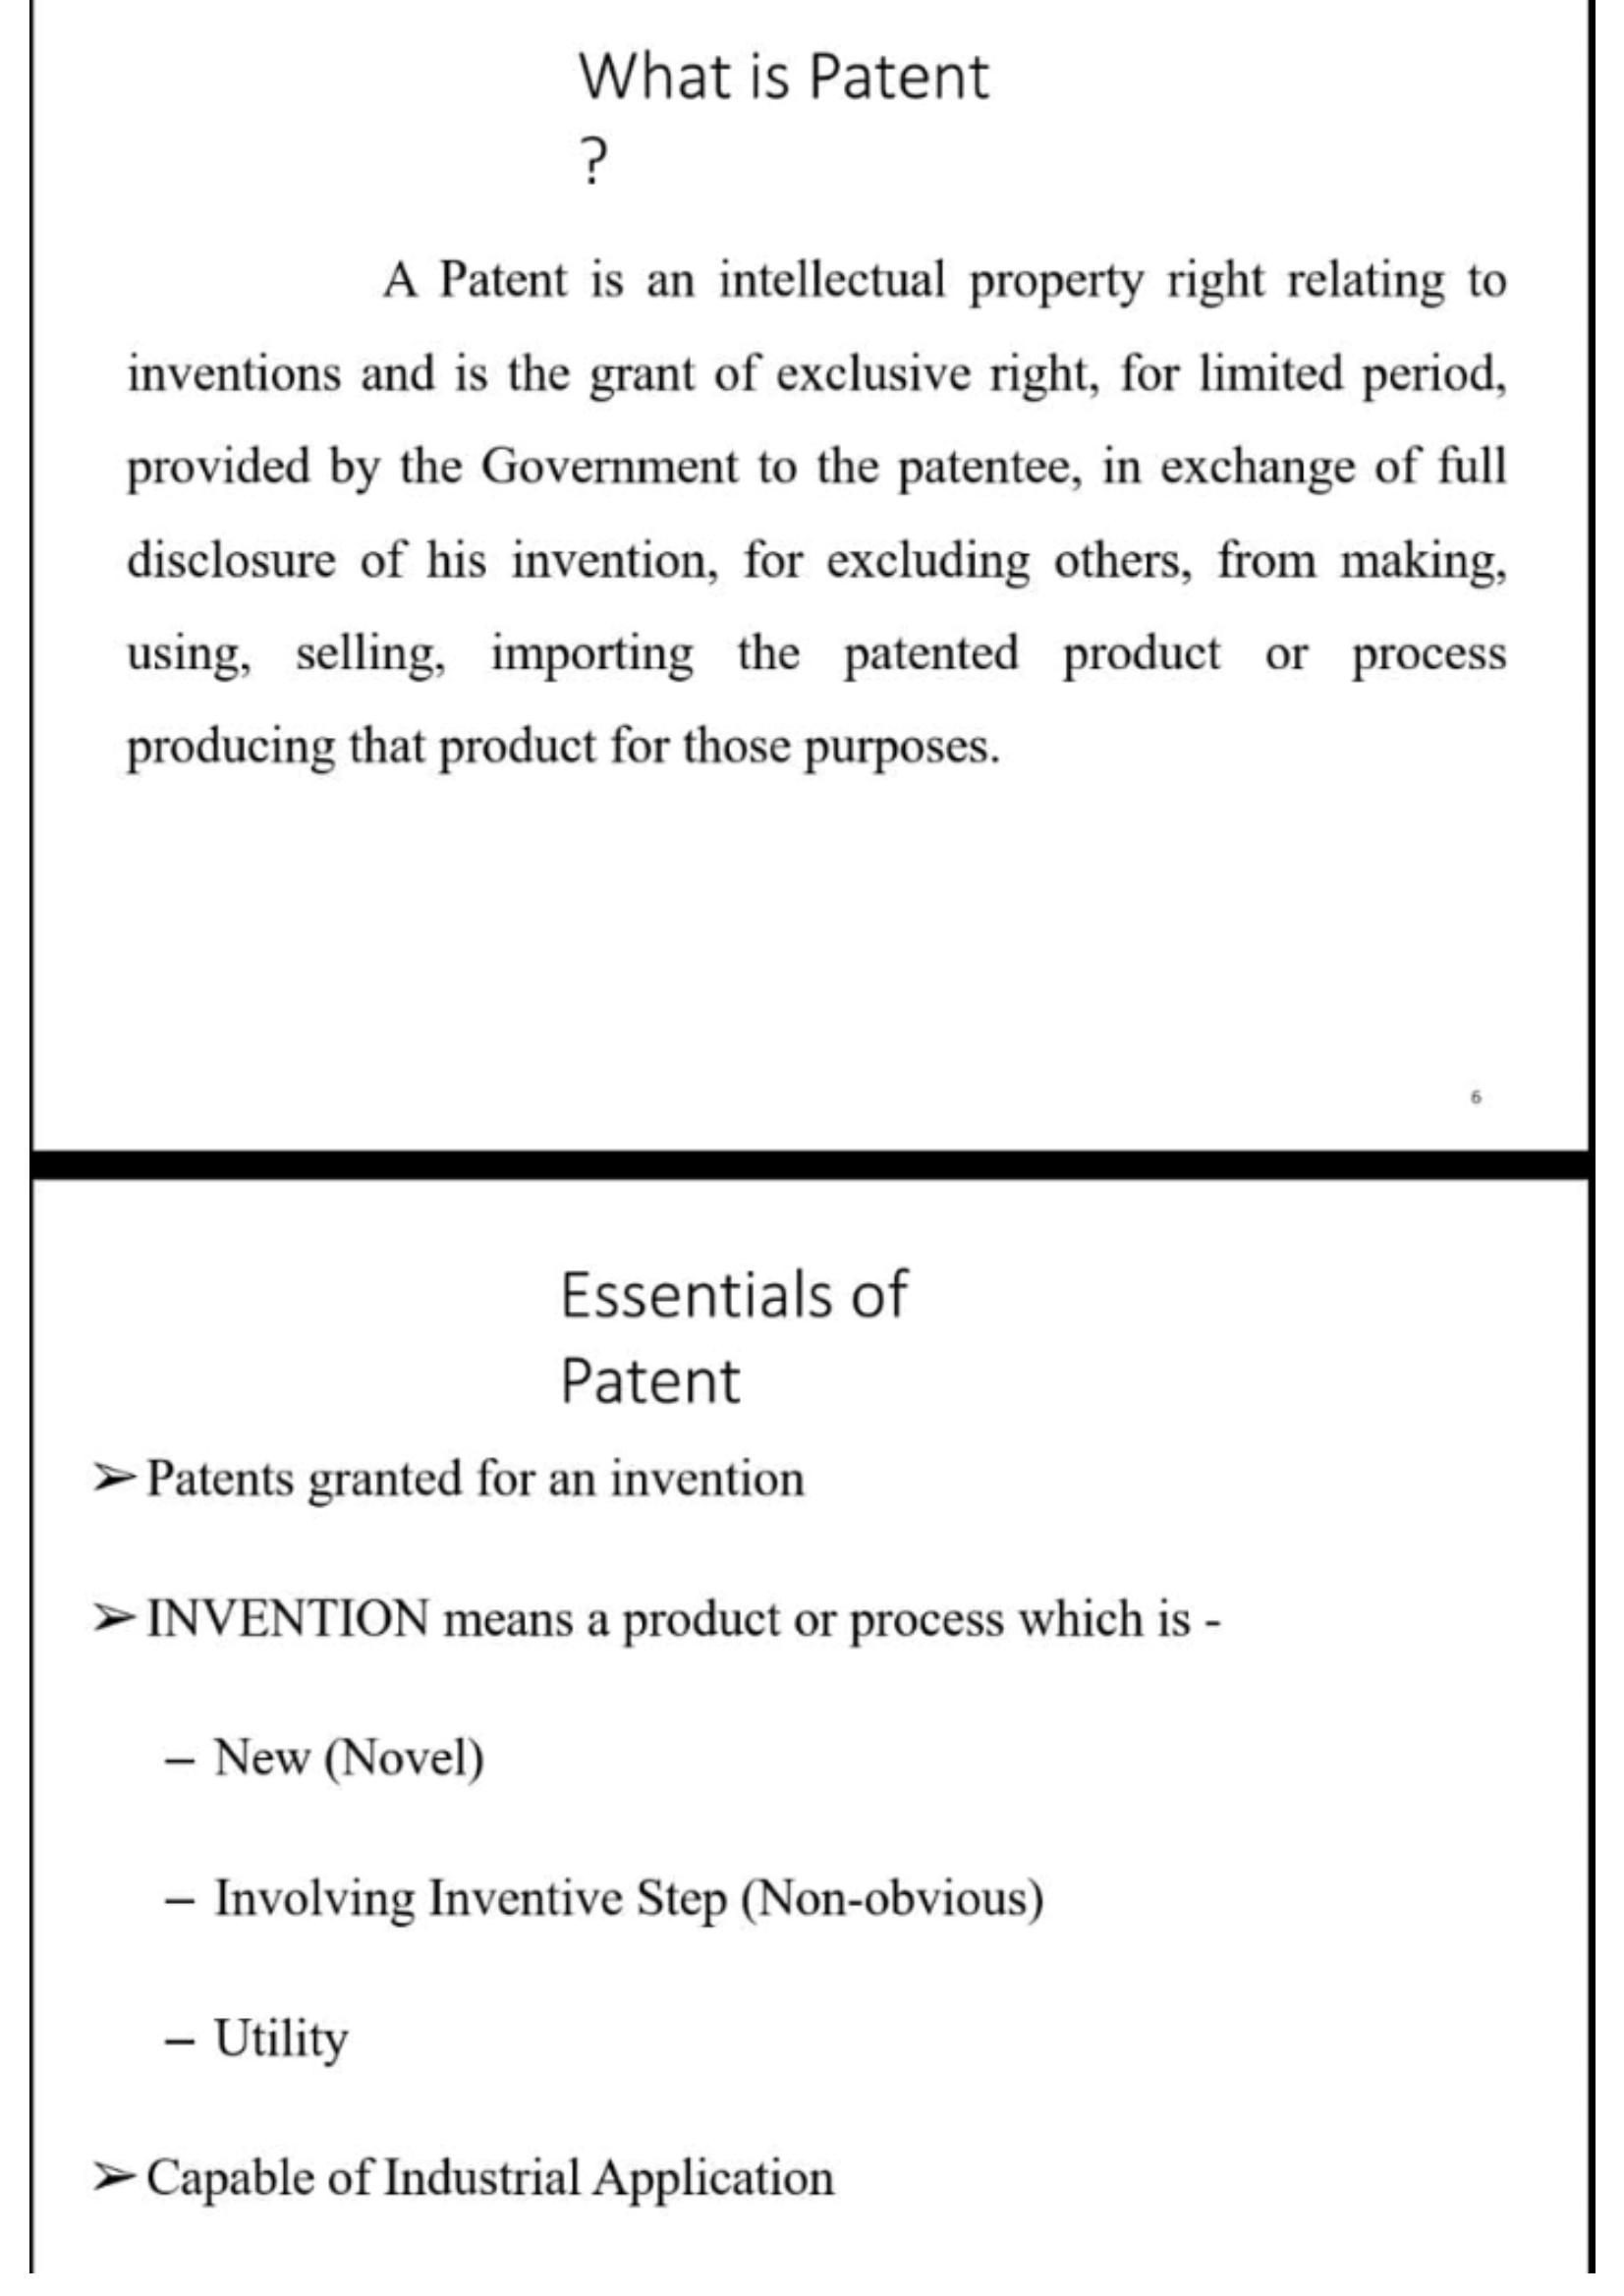 What is Patent
?
A Patent is an intellectual property right relating to
inventions and is the grant of exclusive right, for limited period,
provided by the Government to the patentee, in exchange of full
disclosure of his invention, for excluding others, from making,
using, selling, importing the patented product or process
producing that product for those purposes.
6
Essentials of
Patent
➢ Patents granted for an invention
➢ INVENTION means a product or process which is -
– New (Novel)
– Involving Inventive Step (Non-obvious)
– Utility
➢ Capable of Industrial Application